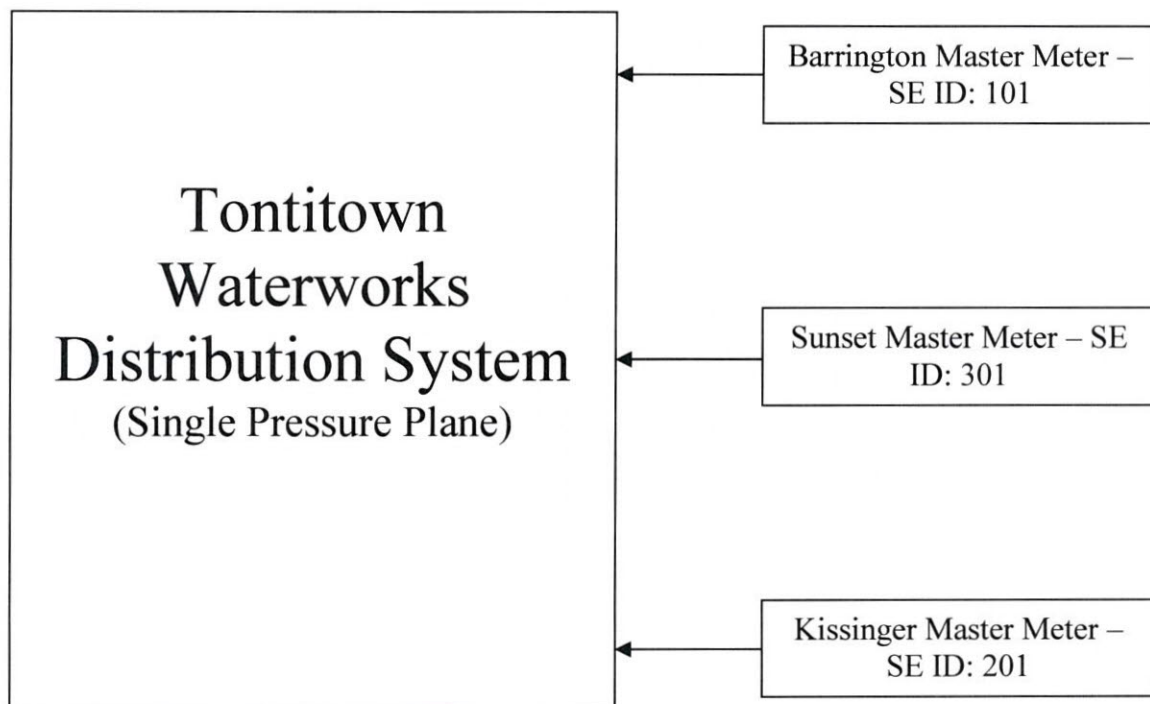 Tontitown
Waterworks
Distribution System
(Single Pressure Plane)
Barrington Master Meter –
SE ID: 101
Sunset Master Meter – SE
ID: 301
Kissinger Master Meter –
SE ID: 201